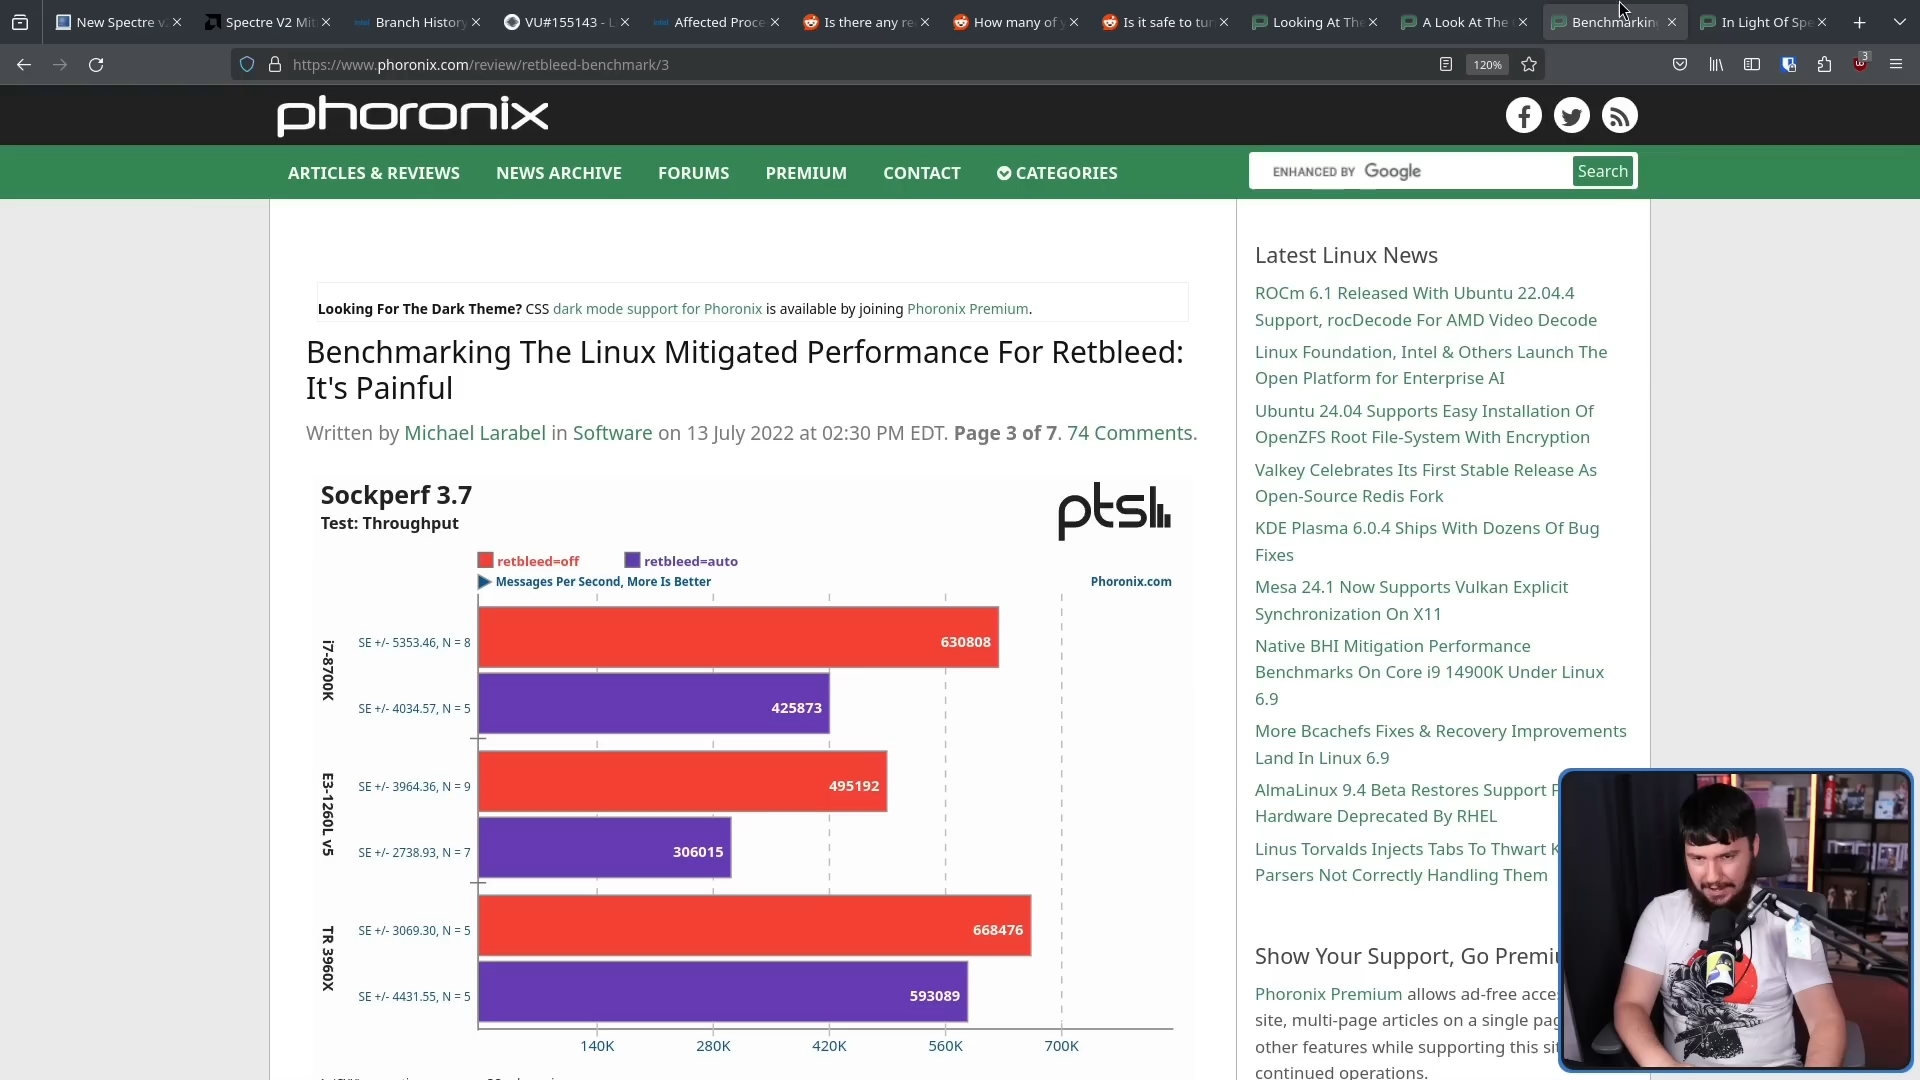 New Spectre v
Spectre V2 Miti
Branch History
VU#155143 - L
Affected Proce
Is there any re
How many of y
Is it safe to tur
Looking At The
A Look At The
Benchmarkin
In Light Of Spe
https://www.phoronix.com/review/retbleed-benchmark/3
120%
3
phoronix
ARTICLES & REVIEWS
NEWS ARCHIVE
FORUMS
PREMIUM
CONTACT
CATEGORIES
ENHANCED BY Google
Search
Looking For The Dark Theme? CSS dark mode support for Phoronix is available by joining Phoronix Premium.
Benchmarking The Linux Mitigated Performance For Retbleed:
It's Painful
Written by Michael Larabel in Software on 13 July 2022 at 02:30 PM EDT. Page 3 of 7. 74 Comments.
Sockperf 3.7
Test: Throughput
pts
retbleed=off
retbleed=auto
Messages Per Second, More Is Better
Phoronix.com
i7-8700K
SE +/- 5353.46, N = 8
630808
SE +/- 4034.57, N = 5
425873
E3-1260L v5
SE +/- 3964.36, N = 9
495192
SE +/- 2738.93, N = 7
306015
TR 3960X
SE +/- 3069.30, N = 5
668476
SE +/- 4431.55, N = 5
593089
140K
280K
420K
560K
700K
Latest Linux News
ROCm 6.1 Released With Ubuntu 22.04.4
Support, rocDecode For AMD Video Decode
Linux Foundation, Intel & Others Launch The
Open Platform for Enterprise AI
Ubuntu 24.04 Supports Easy Installation Of
OpenZFS Root File-System With Encryption
Valkey Celebrates Its First Stable Release As
Open-Source Redis Fork
KDE Plasma 6.0.4 Ships With Dozens Of Bug
Fixes
Mesa 24.1 Now Supports Vulkan Explicit
Synchronization On X11
Native BHI Mitigation Performance
Benchmarks On Core i9 14900K Under Linux
6.9
More Bcachefs Fixes & Recovery Improvements
Land In Linux 6.9
AlmaLinux 9.4 Beta Restores Support F
Hardware Deprecated By RHEL
Linus Torvalds Injects Tabs To Thwart K
Parsers Not Correctly Handling Them
Show Your Support, Go Premiu
Phoronix Premium allows ad-free acce
site, multi-page articles on a single pag
other features while supporting this sit
continued operations.